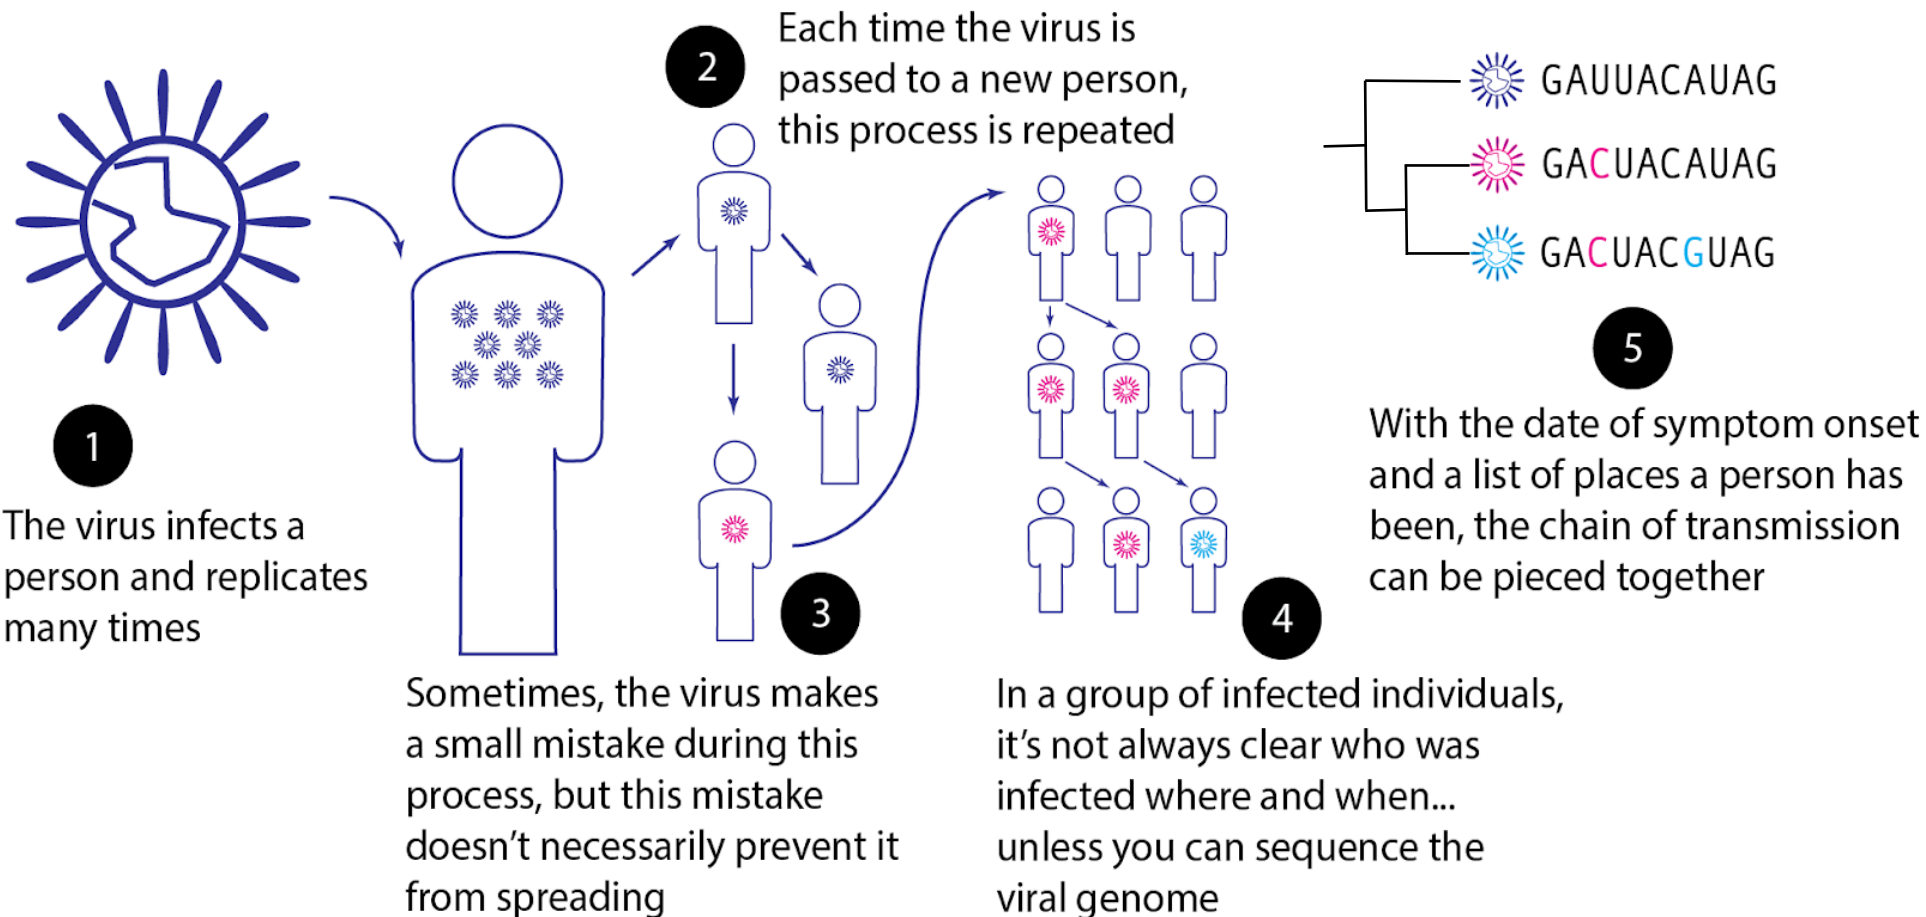 1
The virus infects a
person and replicates
many times
2
Each time the virus is
passed to a new person,
this process is repeated
3
Sometimes, the virus makes
a small mistake during this
process, but this mistake
doesn't necessarily prevent it
from spreading
4
In a group of infected individuals,
it's not always clear who was
infected where and when...
unless you can sequence the
viral genome
GAUUACAUAG
GACUACAUAG
GACUACGUAG
5
With the date of symptom onset
and a list of places a person has
been, the chain of transmission
can be pieced together